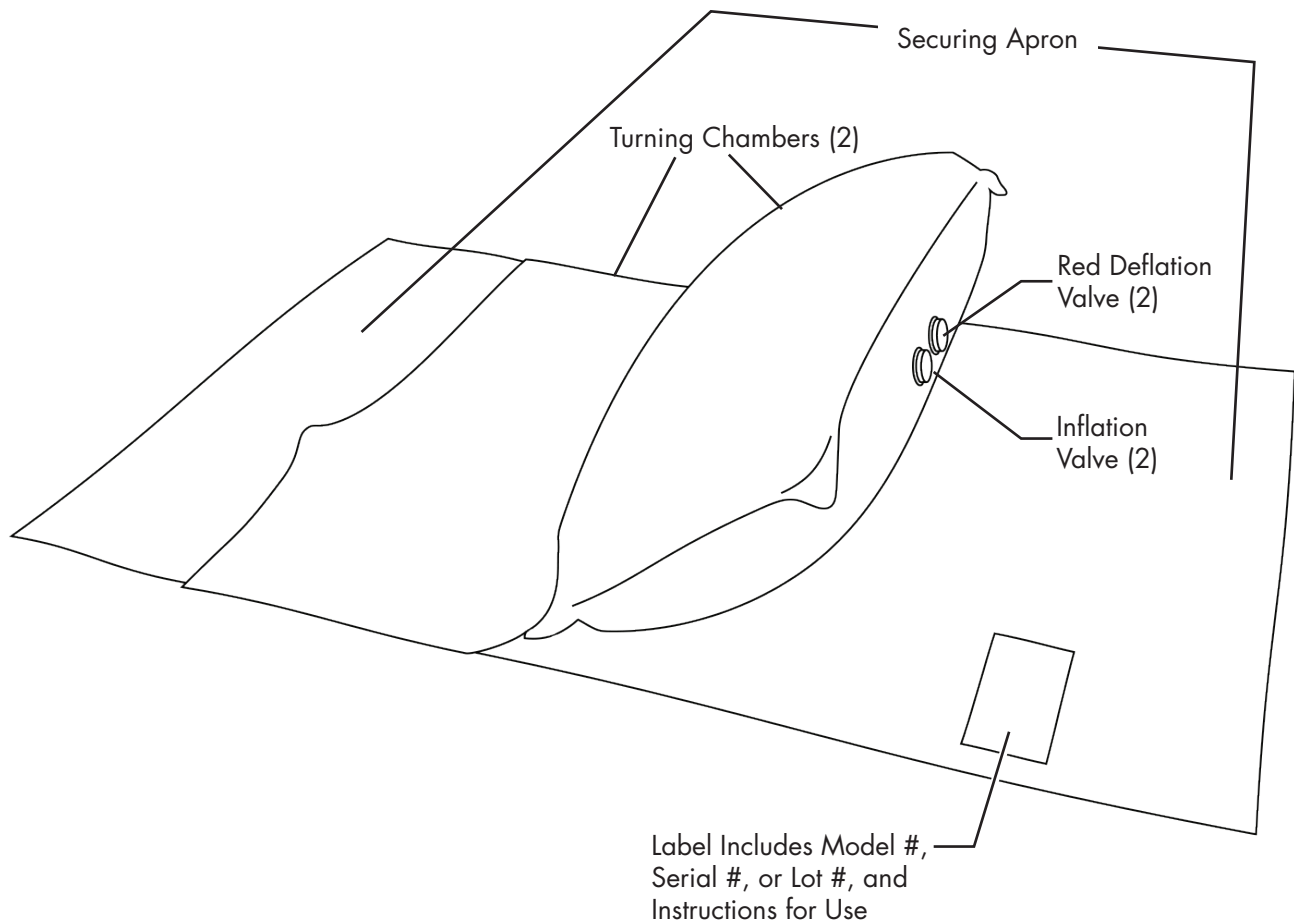 Securing Apron
Turning Chambers (2)
Red Deflation
Valve (2)
Inflation
Valve (2)
Label Includes Model #,
Serial #, or Lot #, and
Instructions for Use